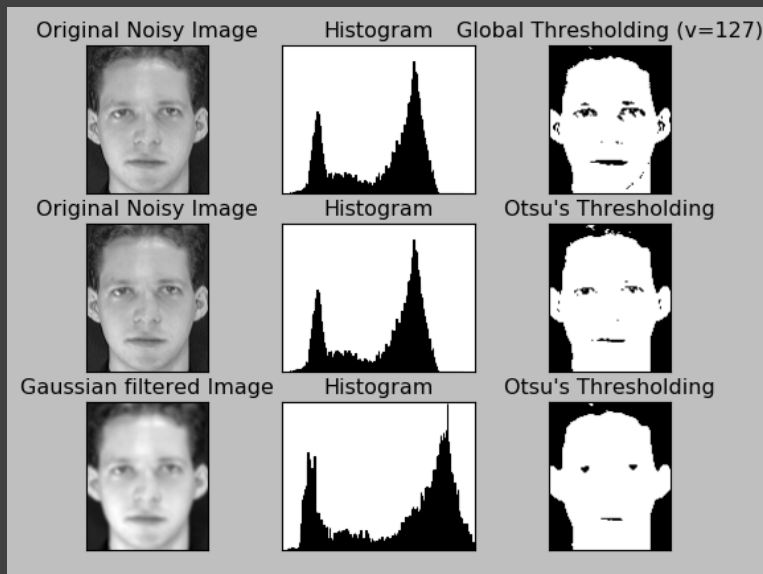 Original Noisy Image
Histogram
Global Thresholding (v=127)
Original Noisy Image
Histogram
Otsu's Thresholding
Gaussian filtered Image
Histogram
Otsu's Thresholding